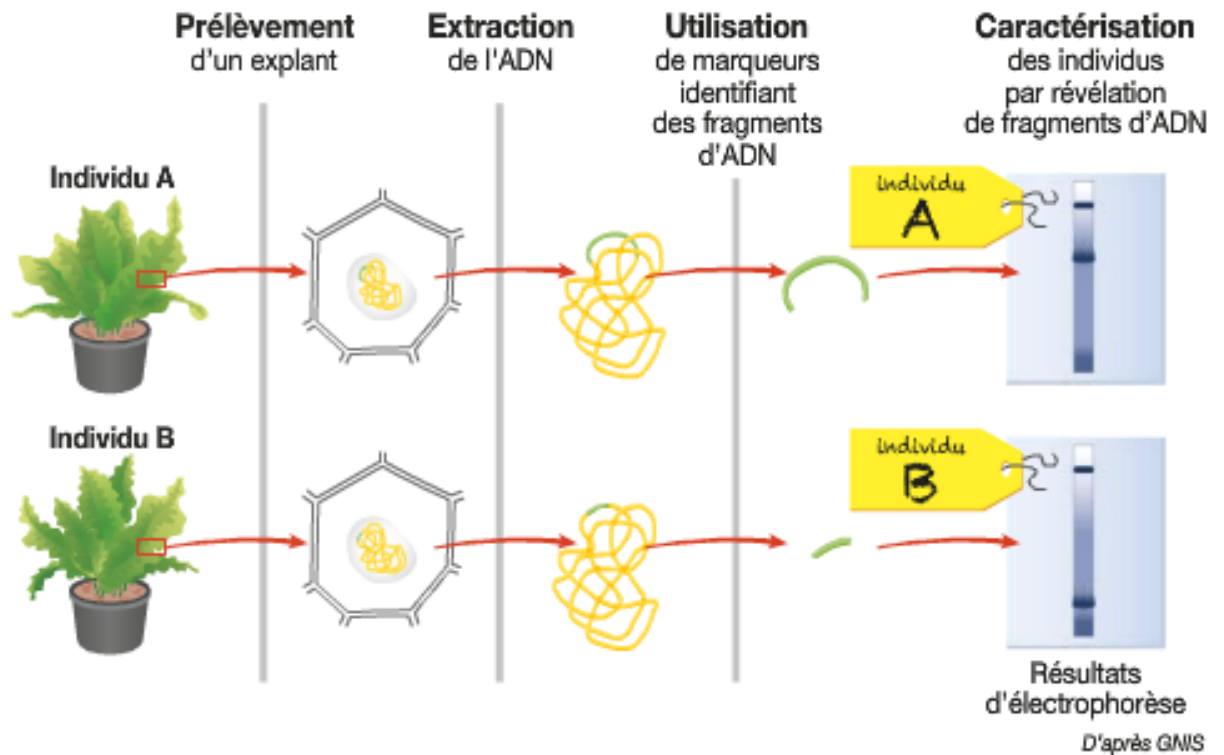 Prélèvement
d'un explant
Extraction
de l'ADN
Utilisation
de marqueurs
identifiant
des fragments
d'ADN
Caractérisation
des individus
par révélation
de fragments d'ADN
Individu A
individu
A
Individu B
individu
B
Résultats
d'électrophorèse
D'après GNIS